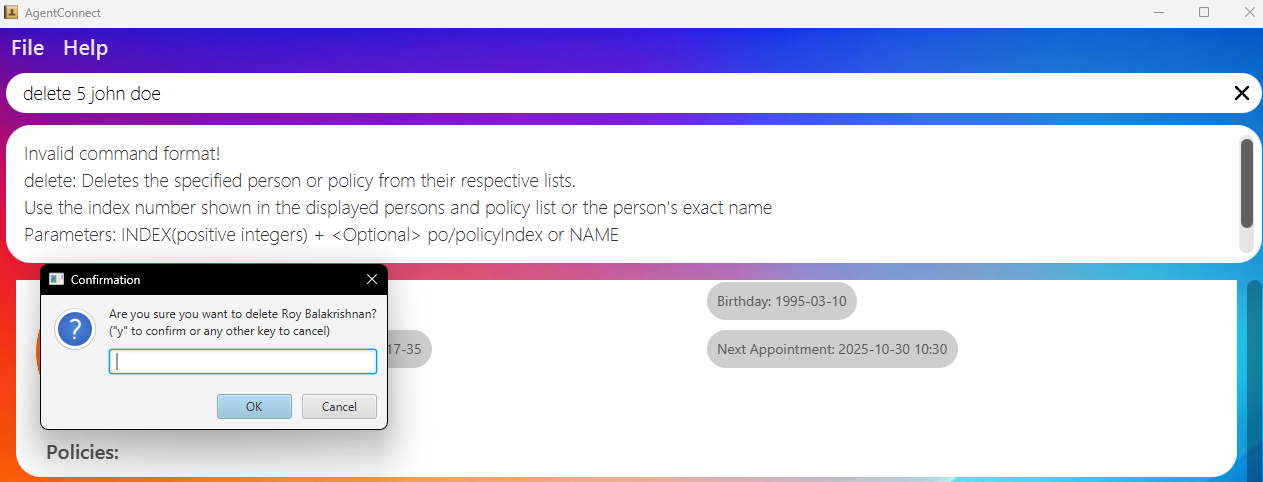 AgentConnect
File Help
delete 5 john doe
Invalid command format!
delete: Deletes the specified person or policy from their respective lists.
Use the index number shown in the displayed persons and policy list or the person's exact name
Parameters: INDEX(positive integers) + <Optional> po/policyIndex or NAME
Confirmation
Are you sure you want to delete Roy Balakrishnan?
("y" to confirm or any other key to cancel)
OK Cancel
Birthday: 1995-03-10
17-35
Next Appointment: 2025-10-30 10:30
Policies: